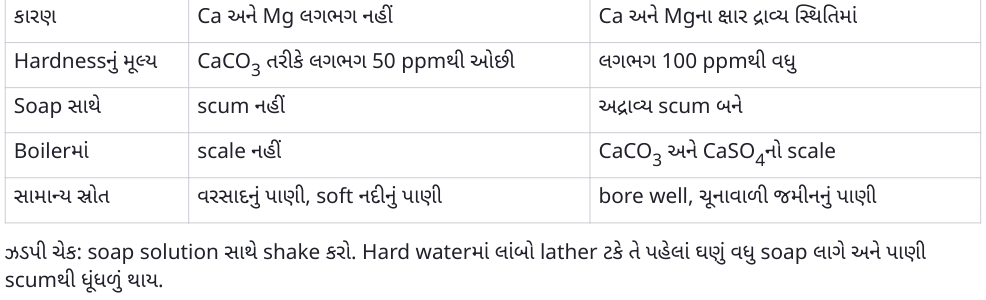 કારણ Ca અને Mg લગભગ નહીં Ca અને Mgના ક્ષાર દ્રાવ્ય સ્થિતિમાં
Hardnessનું મૂલ્ય CaCO₃ તરીકે લગભગ 50 ppmથી ઓછી લગભગ 100 ppmથી વધુ
Soap સાથે scum નહીં અદ્રાવ્ય scum બને
Boilerમાં scale નહીં CaCO₃ અને CaSO₄નો scale
સામાન્ય સ્રોત વરસાદનું પાણી, soft નદીનું પાણી bore well, ચૂનાવાળી જમીનનું પાણી
ઝડપી ચેક: soap solution સાથે shake કરો. Hard waterમાં લાંબો lather ટકે તે પહેલાં ઘણું વધુ soap લાગે અને પાણી
scumથી ધૂંધળું થાય.